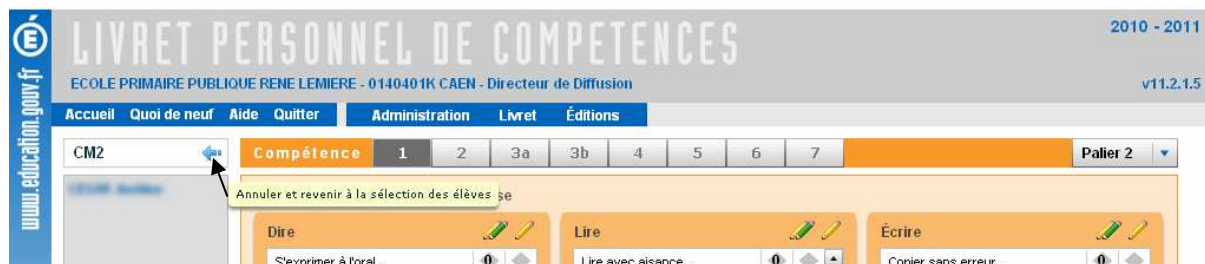 2010 - 2011
LIVRET PERSONNEL DE COMPETENCES
ECOLE PRIMAIRE PUBLIQUE RENE LEMIERE - 0140401K CAEN - Directeur de Diffusion
v11.2.1.5
www.education.gouv.fr
Accueil Quoi de neuf Aide Quitter Administration Livret Éditions
CM2 Compétence 1 2 3a 3b 4 5 6 7 Palier 2
Annuler et revenir à la sélection des élèves
Dire Lire Écrire
S'exprimer à l'oral... Lire avec aisance ... Copier sans erreur ...